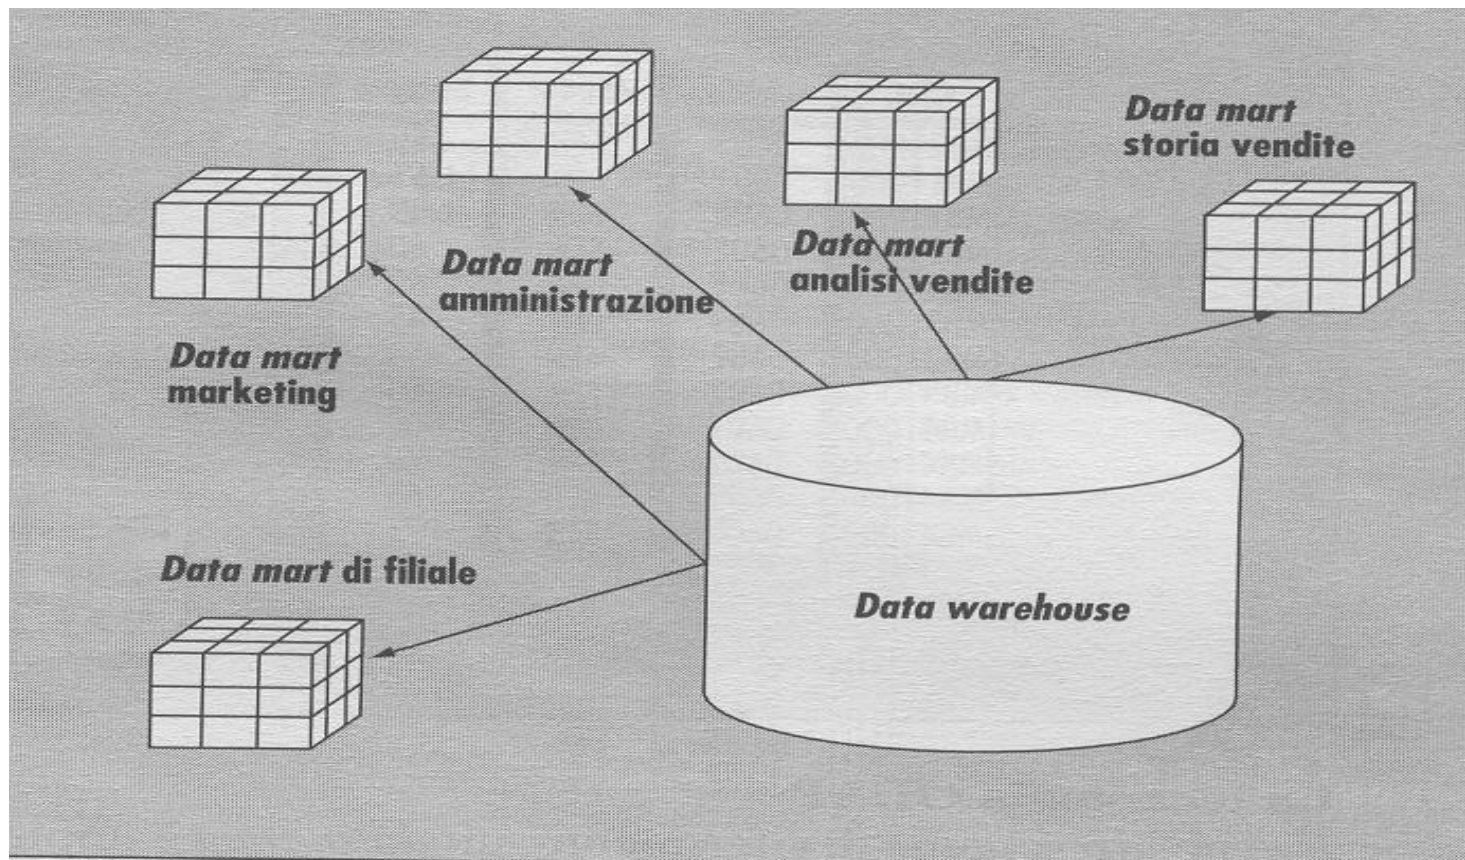 Data mart
storia vendite
Data mart
analisi vendite
Data mart
amministrazione
Data mart
marketing
Data mart di filiale
Data warehouse